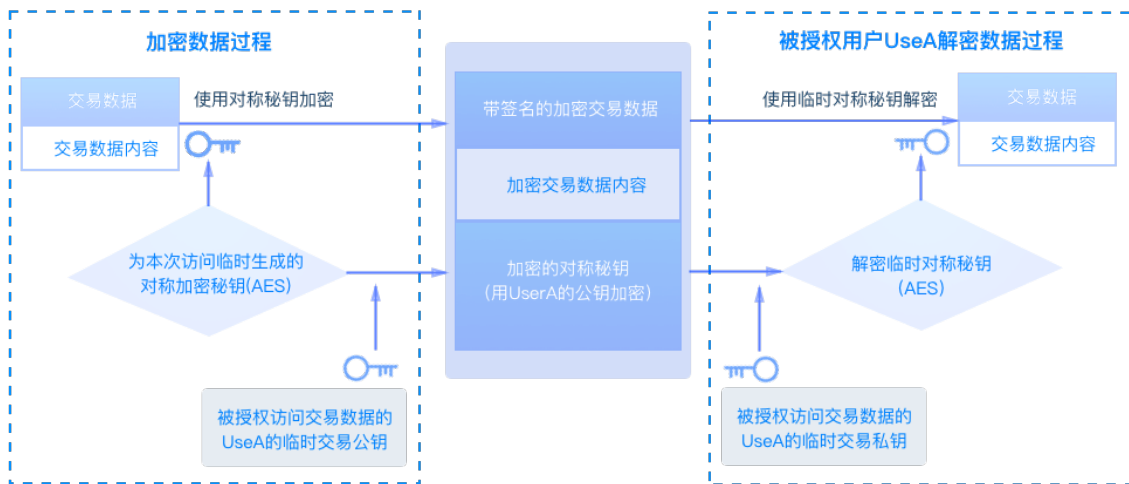 加密数据过程
交易数据
交易数据内容
使用对称秘钥加密
为本次访问临时生成的
对称加密秘钥(AES)
被授权访问交易数据的
UseA的临时交易公钥
带签名的加密交易数据
加密交易数据内容
加密的对称秘钥
（用UserA的公钥加密）
被授权用户UseA解密数据过程
使用临时对称秘钥解密
交易数据
交易数据内容
解密临时对称秘钥
(AES)
被授权访问交易数据的
UseA的临时交易私钥